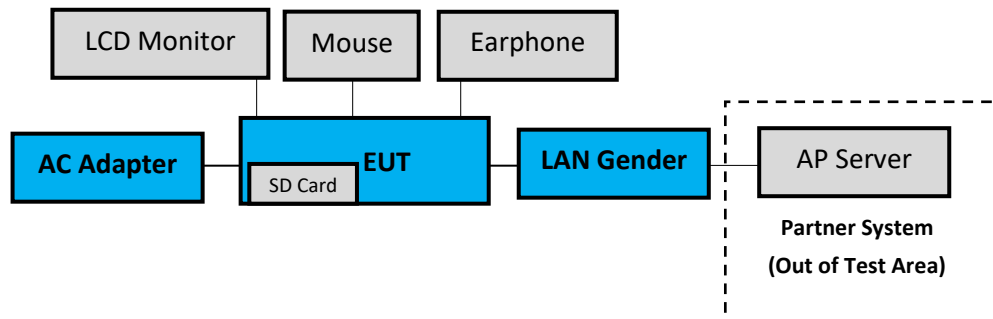 LCD Monitor
Mouse
Earphone
AC Adapter
EUT
SD Card
LAN Gender
AP Server
Partner System
(Out of Test Area)